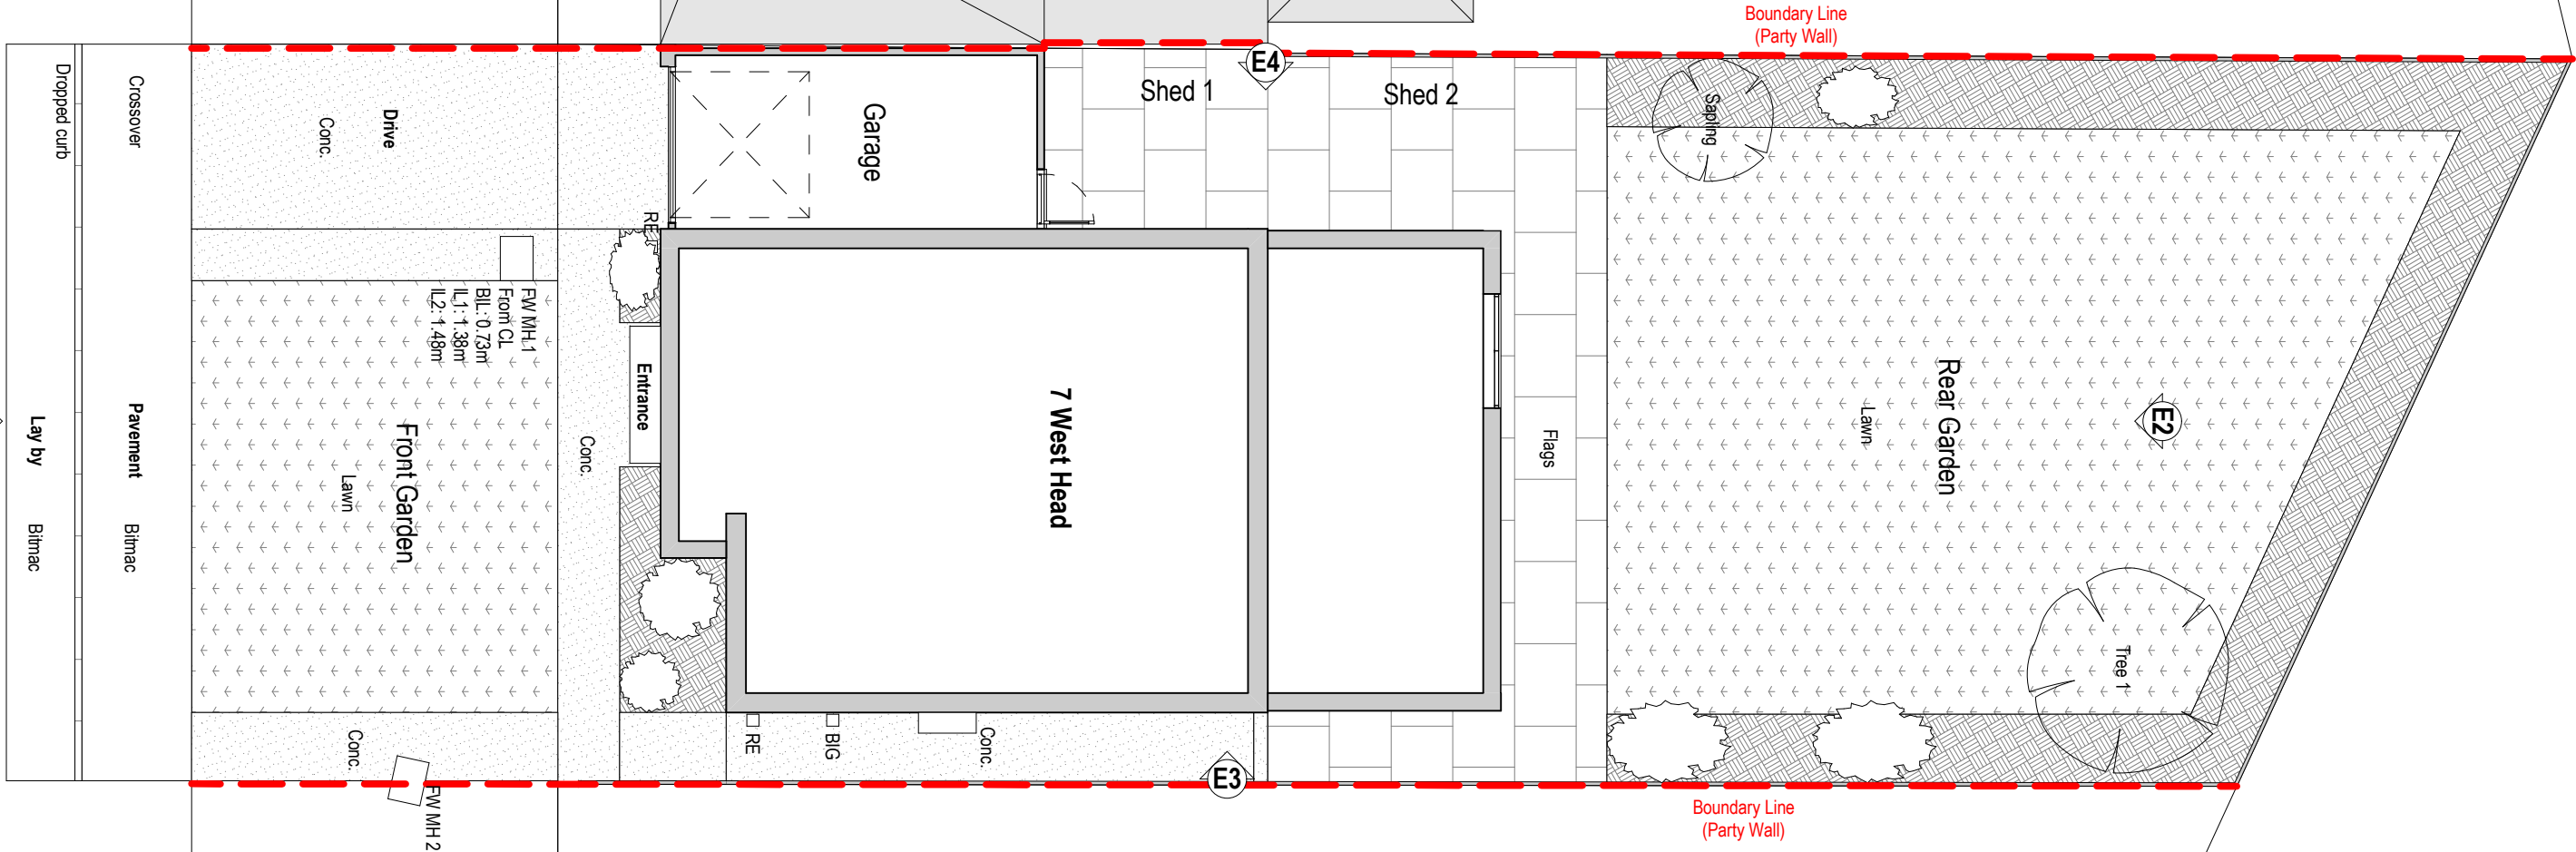 Boundary Line
(Party Wall)
Dropped curb
Crossover
Drive
Conc.
Garage
Shed 1
E4
Shed 2
Sapling
RE
FW MH 1
From CL
BIL: 0.73m
IL1: 1.38m
IL2: 1.48m
Entrance
7 West Head
Flags
Rear Garden
Lawn
E2
Lay by
Bitmac
Pavement
Bitmac
Front Garden
Lawn
Conc.
Tree 1
Conc.
FW MH 2
RE
BIG
Conc.
E3
Boundary Line
(Party Wall)